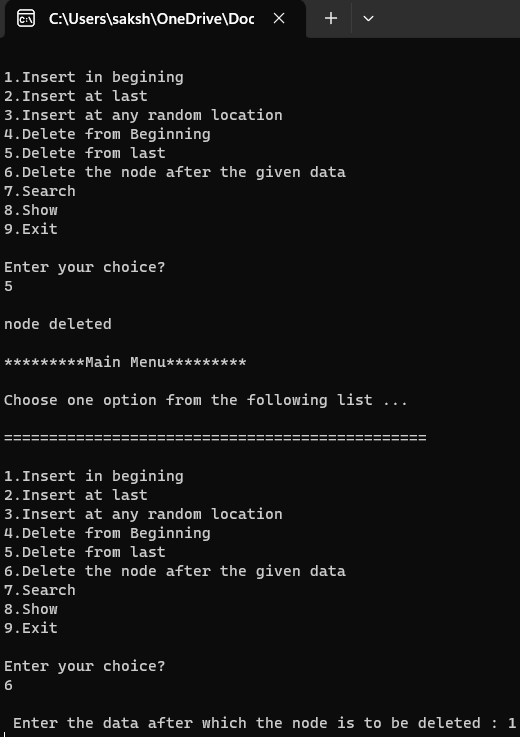 C:\Users\saksh\OneDrive\Doc
1.Insert in begining
2.Insert at last
3.Insert at any random location
4.Delete from Beginning
5.Delete from last
6.Delete the node after the given data
7.Search
8.Show
9.Exit
Enter your choice?
5
node deleted
*********Main Menu*********
Choose one option from the following list ...
===============================================
1.Insert in begining
2.Insert at last
3.Insert at any random location
4.Delete from Beginning
5.Delete from last
6.Delete the node after the given data
7.Search
8.Show
9.Exit
Enter your choice?
6
Enter the data after which the node is to be deleted : 1